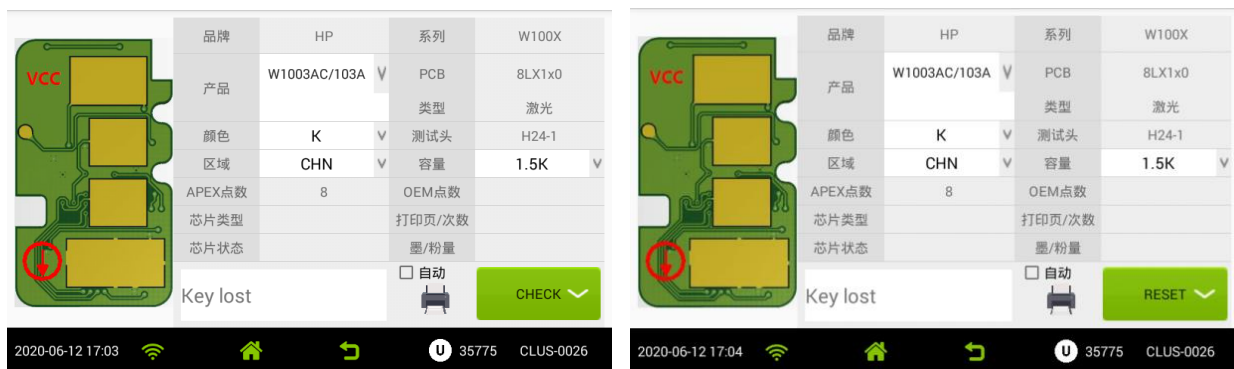 VCC
品牌 HP 系列 W100X
产品 W1003AC/103A PCB 8LX1x0
类型 激光
颜色 K 测试头 H24-1
区域 CHN 容量 1.5K
APEX点数 8 OEM点数
芯片类型 打印页/次数
芯片状态 墨/粉量
Key lost 自动 CHECK
2020-06-12 17:03 U 35775 CLUS-0026
VCC
品牌 HP 系列 W100X
产品 W1003AC/103A PCB 8LX1x0
类型 激光
颜色 K 测试头 H24-1
区域 CHN 容量 1.5K
APEX点数 8 OEM点数
芯片类型 打印页/次数
芯片状态 墨/粉量
Key lost 自动 RESET
2020-06-12 17:04 U 35775 CLUS-0026